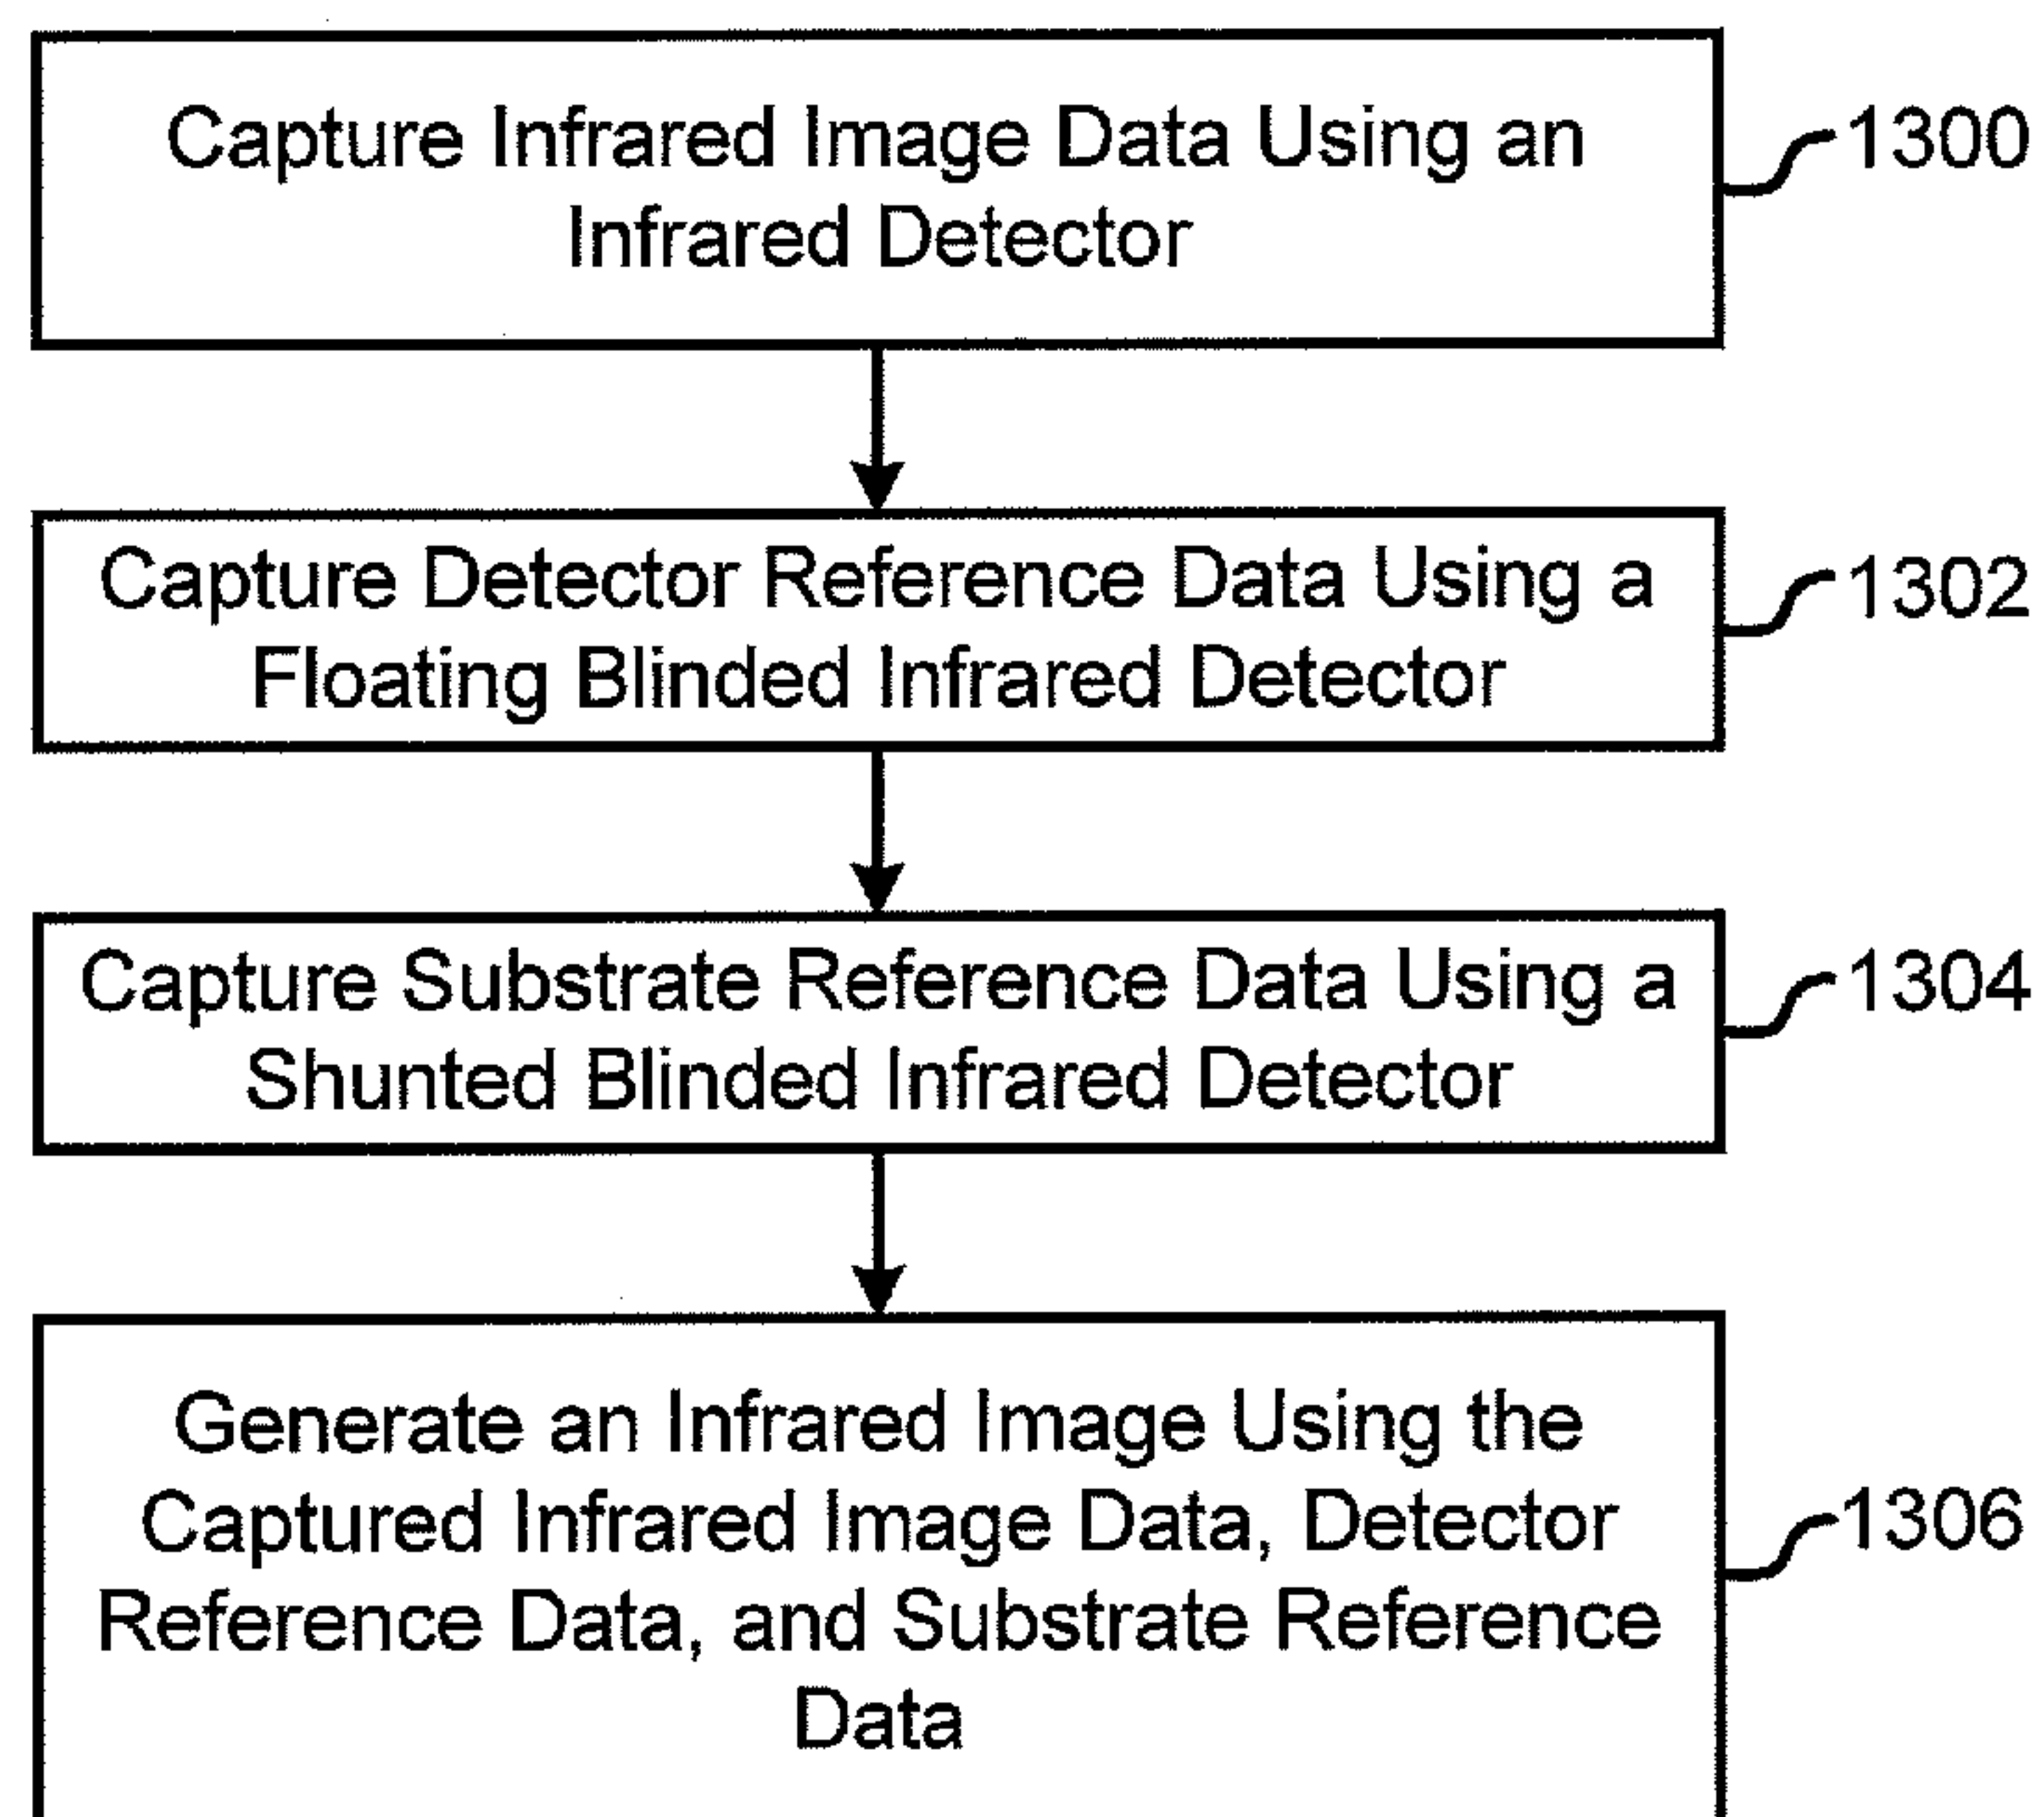 Capture Infrared Image Data Using an
Infrared Detector
1300
Capture Detector Reference Data Using a
Floating Blinded Infrared Detector
1302
Capture Substrate Reference Data Using a
Shunted Blinded Infrared Detector
1304
Generate an Infrared Image Using the
Captured Infrared Image Data, Detector
Reference Data, and Substrate Reference
Data
1306